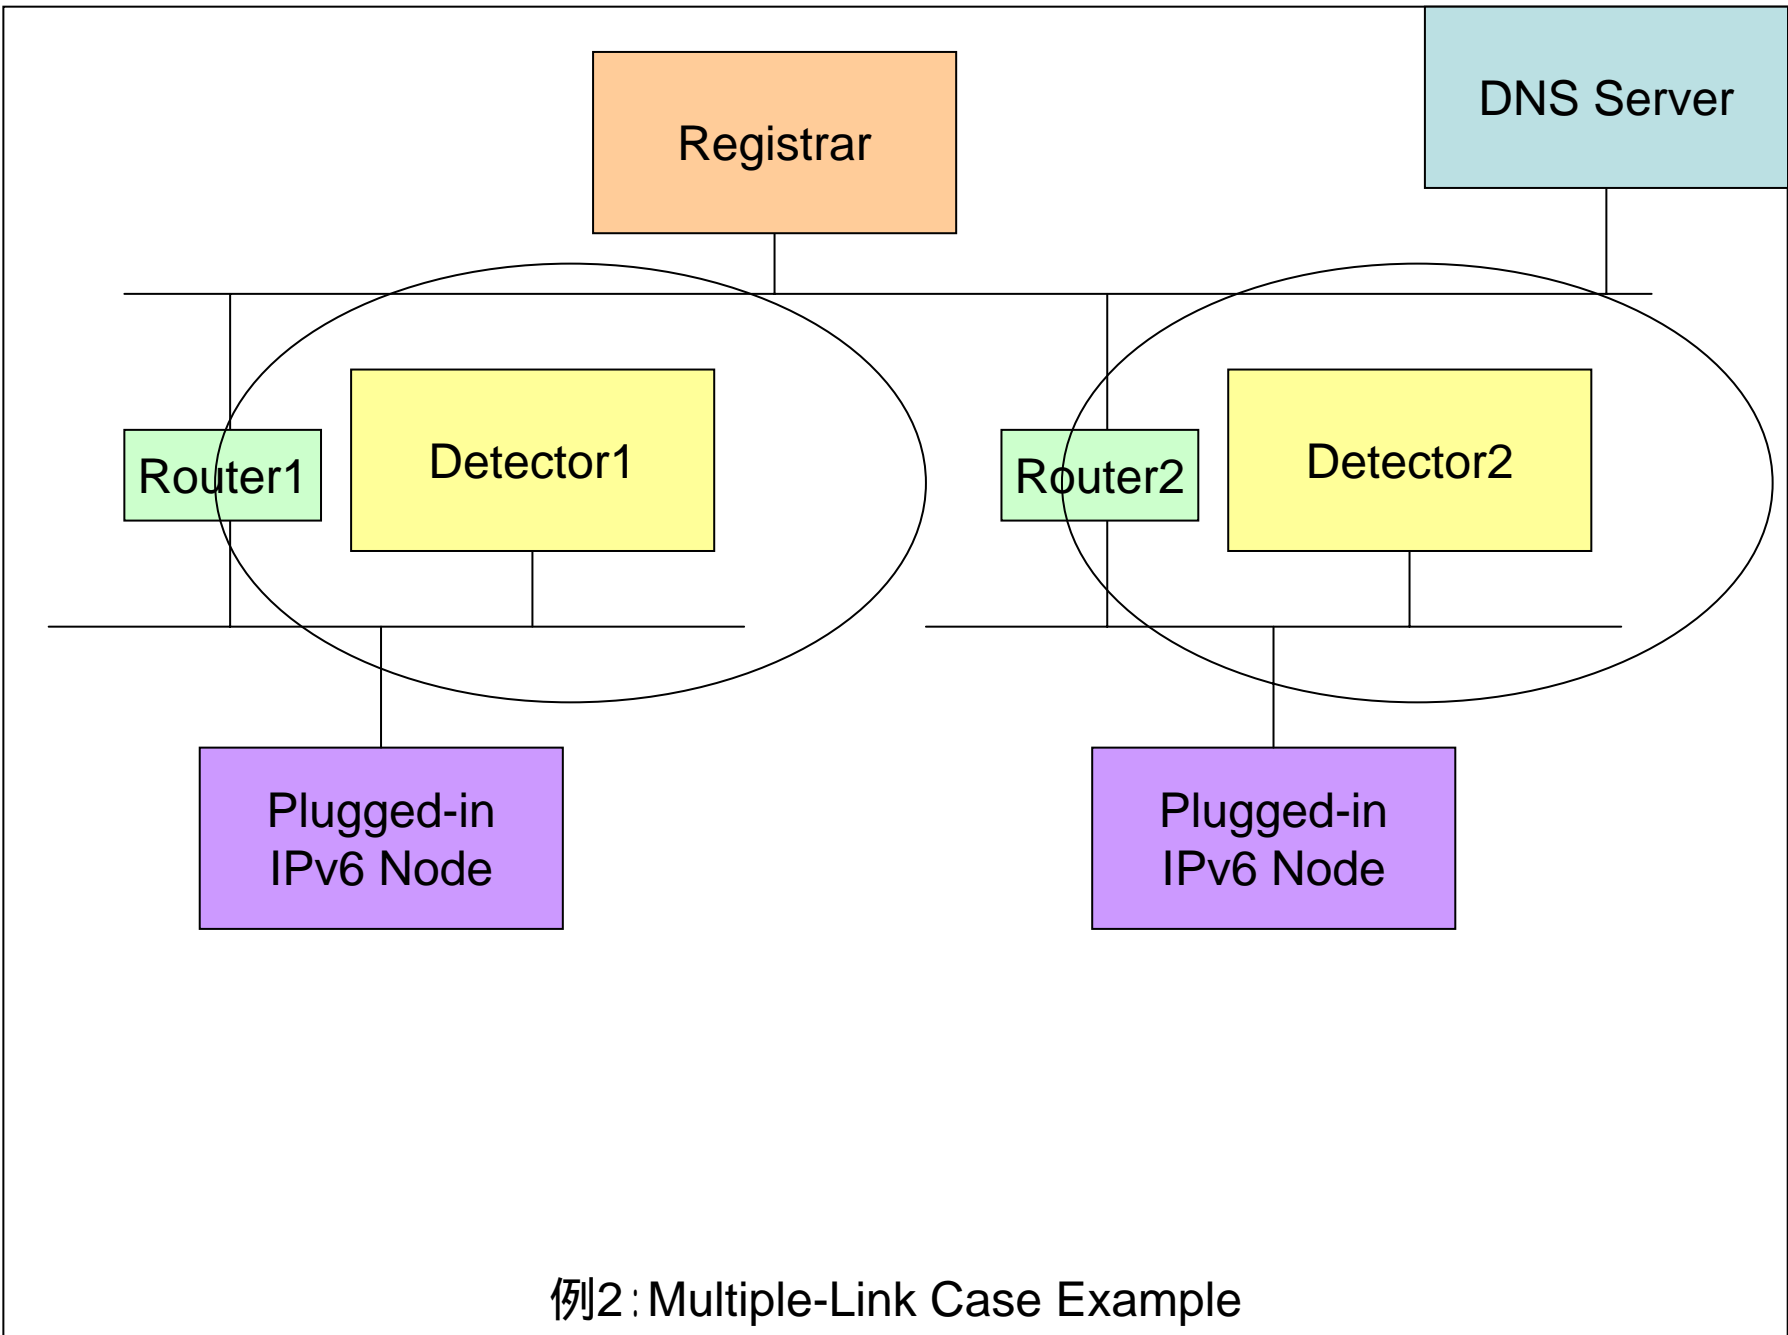 DNS Server
Registrar
Router1
Detector1
Router2
Detector2
Plugged-in
IPv6 Node
Plugged-in
IPv6 Node
例2：Multiple-Link Case Example